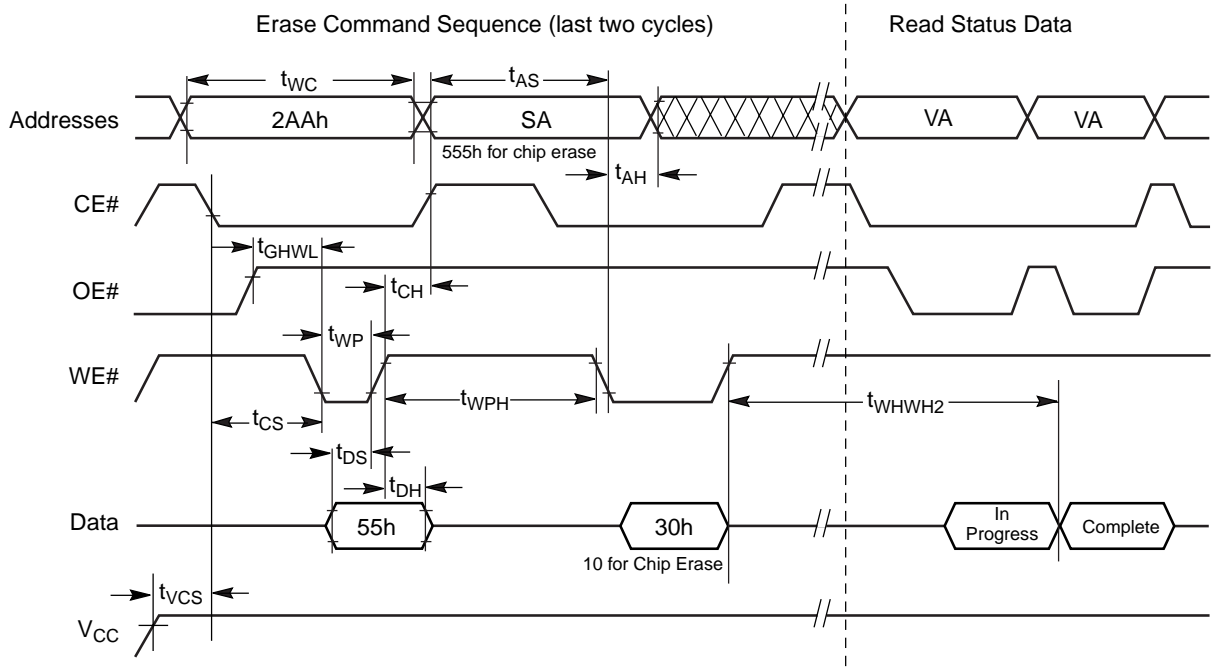 Erase Command Sequence (last two cycles)
Read Status Data
tWC
tAS
Addresses
2AAh
SA
VA
VA
555h for chip erase
tAH
CE#
tGHWL
OE#
tCH
tWP
WE#
tWPH
tWHWH2
tCS
tDS
tDH
Data
55h
30h
In
Progress
Complete
10 for Chip Erase
tVCS
VCC